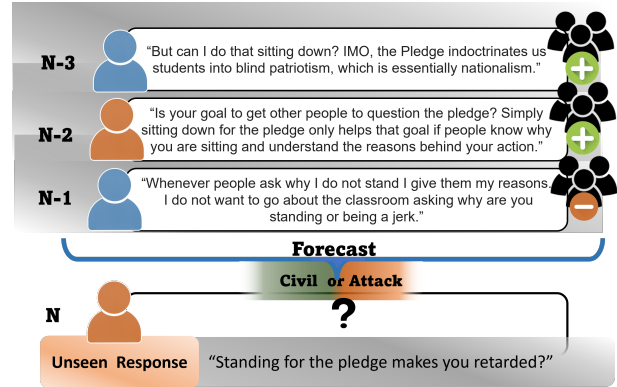 N-3
“But can I do that sitting down? IMO, the Pledge indoctrinates us
students into blind patriotism, which is essentially nationalism.”
N-2
“Is your goal to get other people to question the pledge? Simply
sitting down for the pledge only helps that goal if people know why
you are sitting and understand the reasons behind your action.”
N-1
“Whenever people ask why I do not stand I give them my reasons.
I do not want to go about the classroom asking why are you
standing or being a jerk.”
Forecast
Civil or Attack
?
N
Unseen Response
“Standing for the pledge makes you retarded?”